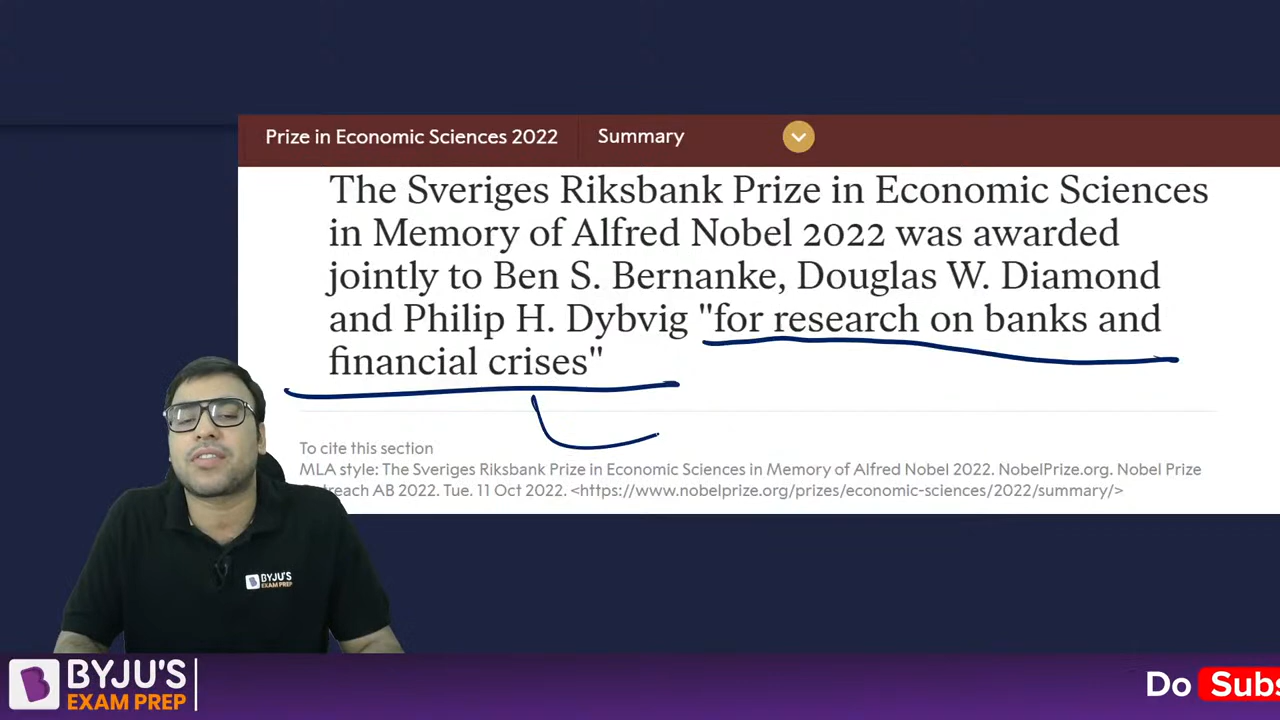 Prize in Economic Sciences 2022
Summary
The Sveriges Riksbank Prize in Economic Sciences
in Memory of Alfred Nobel 2022 was awarded
jointly to Ben S. Bernanke, Douglas W. Diamond
and Philip H. Dybvig "for research on banks and
financial crises"
To cite this section
MLA style: The Sveriges Riksbank Prize in Economic Sciences in Memory of Alfred Nobel 2022. NobelPrize.org. Nobel Prize
reach AB 2022. Tue. 11 Oct 2022. <https://www.nobelprize.org/prizes/economic-sciences/2022/summary/>
BYJU'S
EXAM PREP
BYJU'S
EXAM PREP
Do Subs